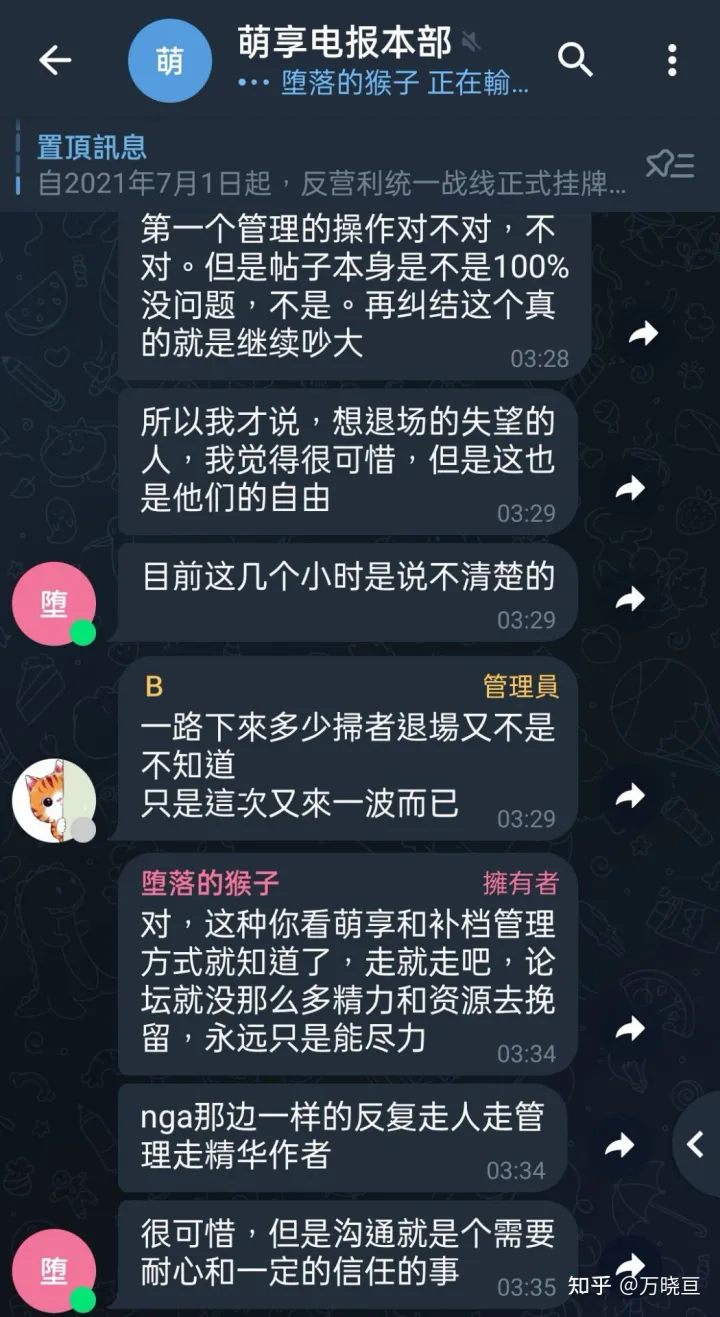 萌
萌享电报本部
••• 堕落的猴子 正在輸...
置頂訊息
自2021年7月1日起，反营利统一战线正式挂牌...
第一个管理的操作对不对，不
对。但是帖子本身是不是100%
没问题，不是。再纠结这个真
的就是继续吵大
03:28
所以我才说，想退场的失望的
人，我觉得很可惜，但是这也
是他们的自由
03:29
目前这几个小时是说不清楚的
03:29
堕
B 管理員
一路下來多少掃者退場又不是
不知道
只是這次又來一波而已
03:29
堕落的猴子 擁有者
对，这种你看萌享和补档管理
方式就知道了，走就走吧，论
坛就没那么多精力和资源去挽
留，永远只是能尽力
03:34
nga那边一样的反复走人走管
理走精华作者
03:34
很可惜，但是沟通就是个需要
耐心和一定的信任的事
03:35
堕
知乎 @万晓亘